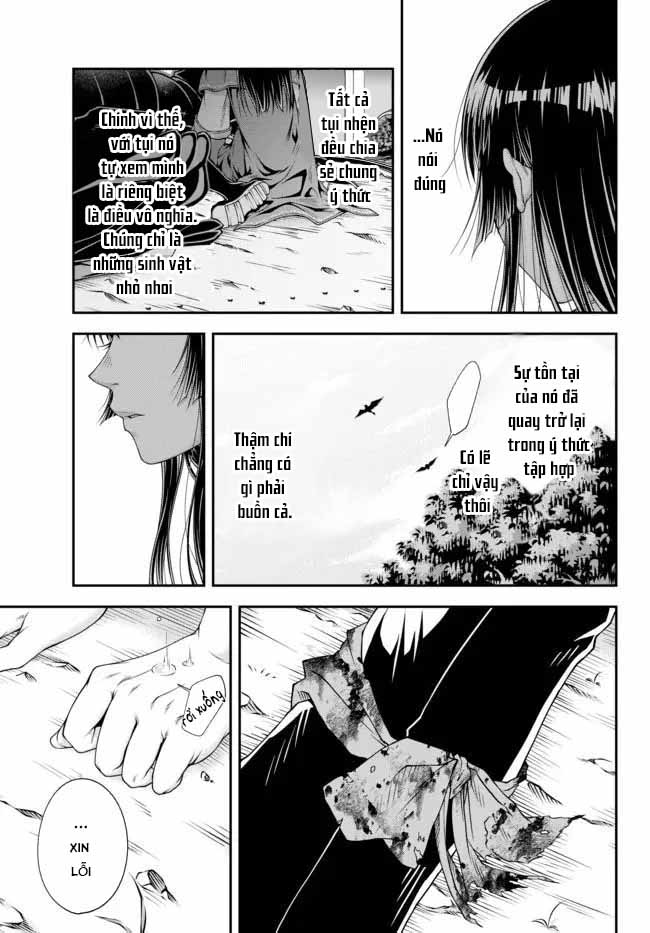 ...Nó
nói
đúng
Tất cả
tụi nhện
đều chia
sẻ chung
ý thức
Chính vì thế,
với tụi nó
tự xem mình
là riêng biệt
là điều vô nghĩa.
Chúng chỉ là
những sinh vật
nhỏ nhoi
Sự tồn tại
của nó đã
quay trở lại
trong ý thức
tập hợp
Có lẽ
chỉ vậy
thôi
Thậm chí
chẳng có
gì phải
buồn cả.
rơi xuống
...
XIN
LỖI